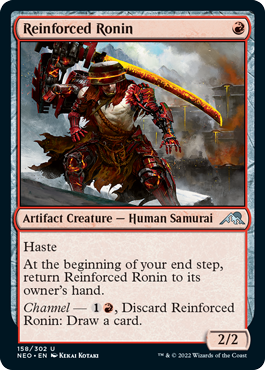 Reinforced Ronin
Artifact Creature — Human Samurai
Haste
At the beginning of your end step,
return Reinforced Ronin to its
owner's hand.
Channel — 1R, Discard Reinforced
Ronin: Draw a card.
2/2
158/302 U
NEO • EN KEKAI KOTAKI
™ & © 2022 Wizards of the Coast